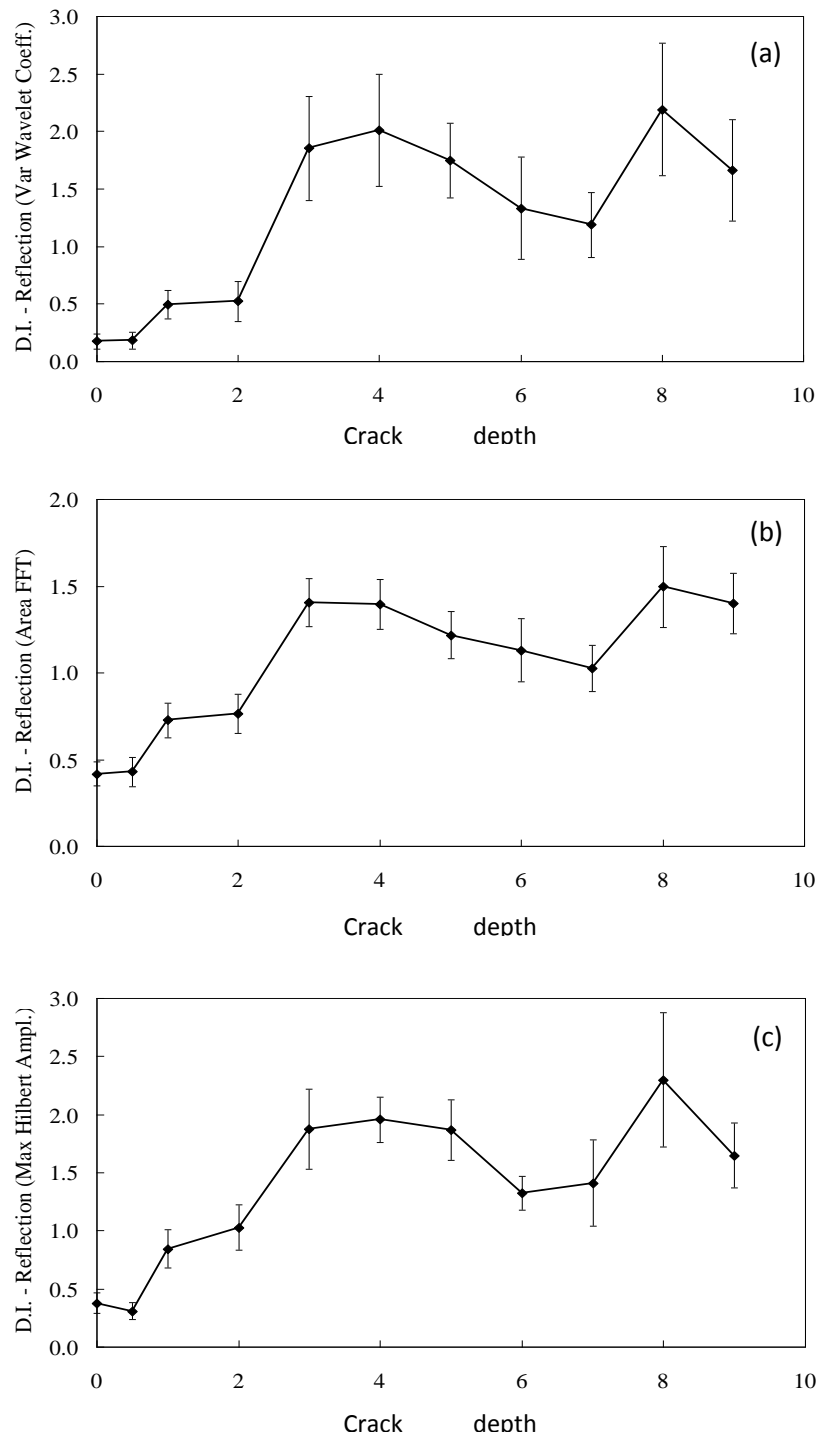 (a)
D.I. - Reflection (Var Wavelet Coeff.)
3.0
2.5
2.0
1.5
1.0
0.5
0.0
0 2 4 6 8 10
Crack depth
(b)
D.I. - Reflection (Area FFT)
2.0
1.5
1.0
0.5
0.0
0 2 4 6 8 10
Crack depth
(c)
D.I. - Reflection (Max Hilbert Ampl.)
3.0
2.5
2.0
1.5
1.0
0.5
0.0
0 2 4 6 8 10
Crack depth